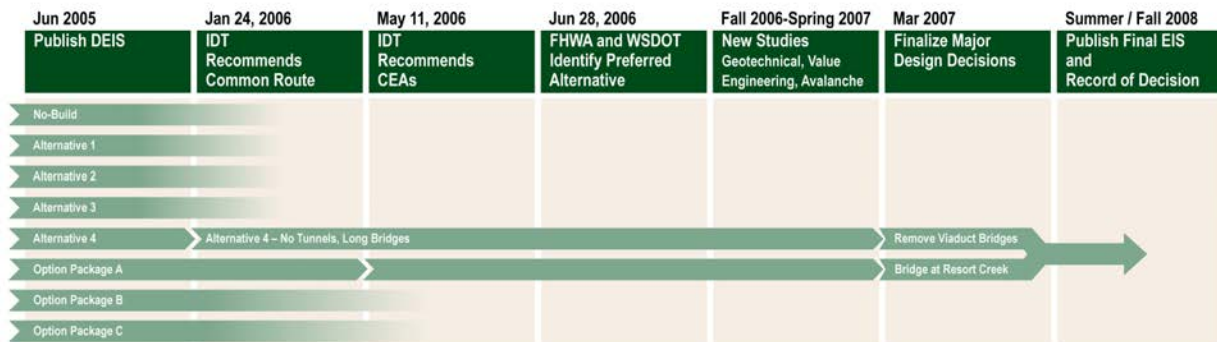 Jun 2005
Jan 24, 2006
May 11, 2006
Jun 28, 2006
Fall 2006-Spring 2007
Mar 2007
Summer / Fall 2008
Publish DEIS
IDT
Recommends
Common Route
IDT
Recommends
CEAs
FHWA and WSDOT
Identify Preferred
Alternative
New Studies
Geotechnical, Value
Engineering, Avalanche
Finalize Major
Design Decisions
Publish Final EIS
and
Record of Decision
No-Build
Alternative 1
Alternative 2
Alternative 3
Alternative 4
Alternative 4 – No Tunnels, Long Bridges
Remove Viaduct Bridges
Option Package A
Bridge at Resort Creek
Option Package B
Option Package C